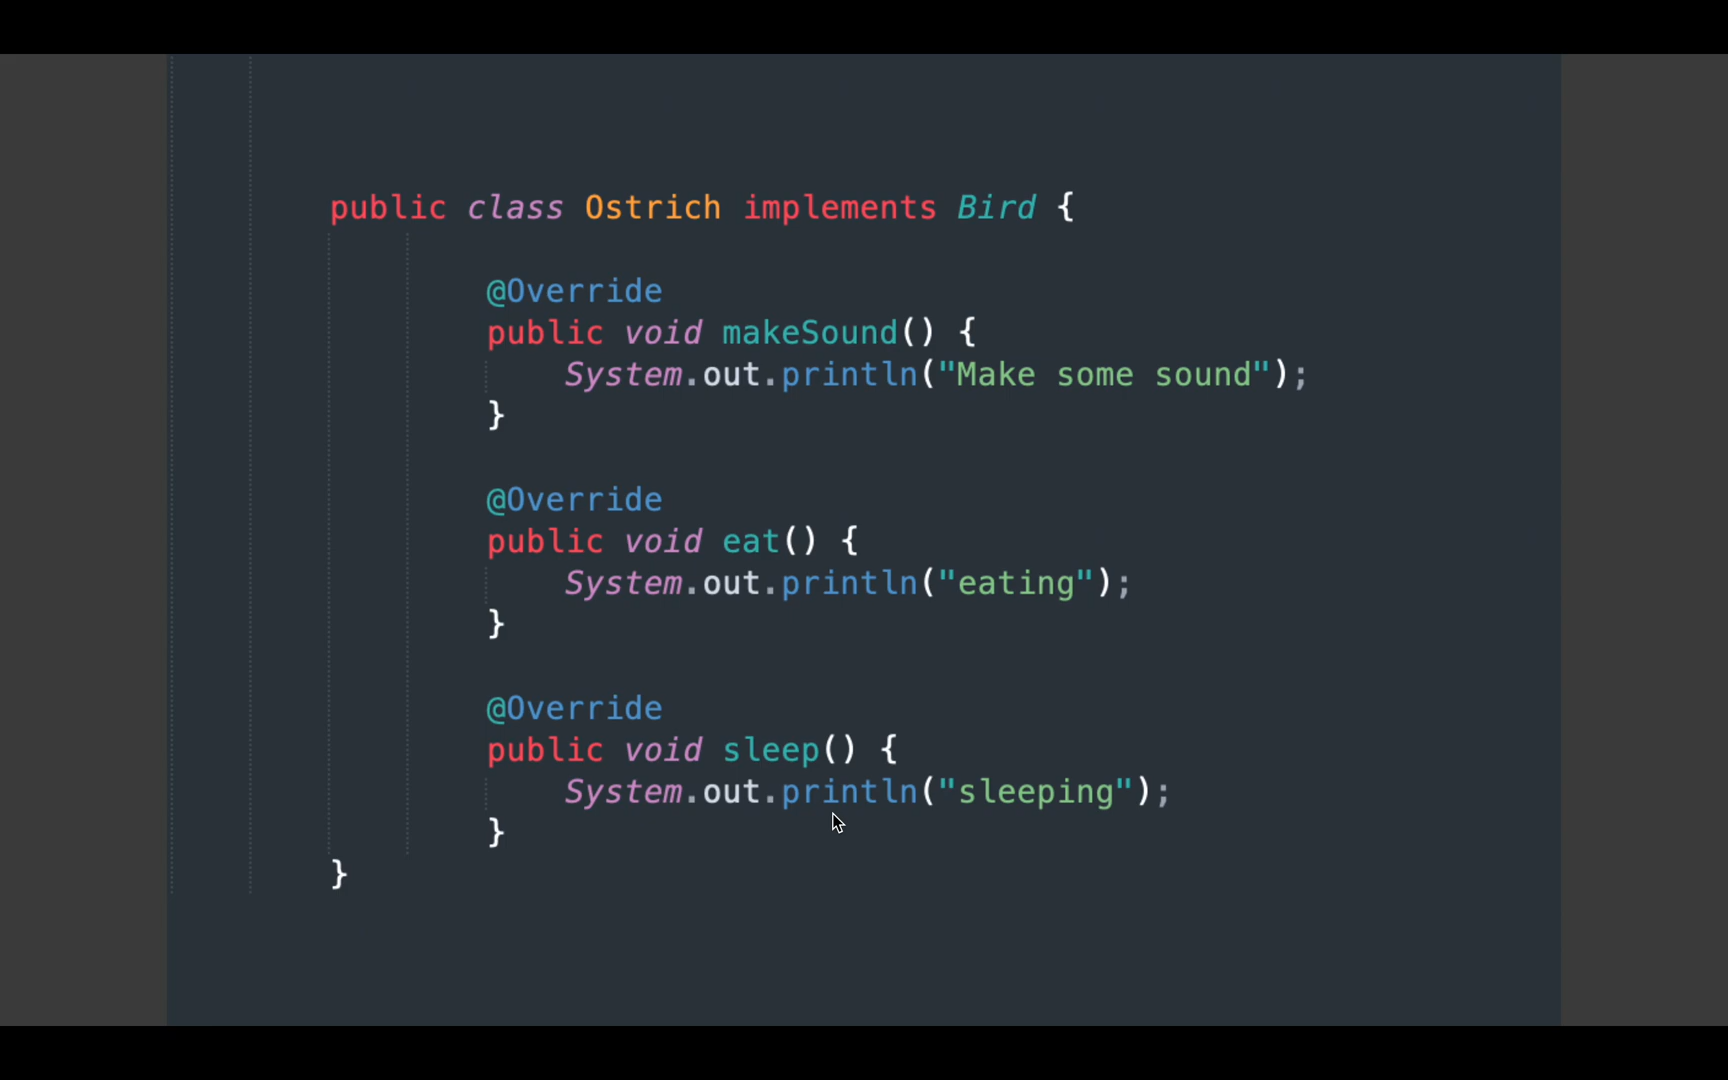 public class Ostrich implements Bird {
@Override
public void makeSound() {
System.out.println("Make some sound");
}
@Override
public void eat() {
System.out.println("eating");
}
@Override
public void sleep() {
System.out.println("sleeping");
}
}